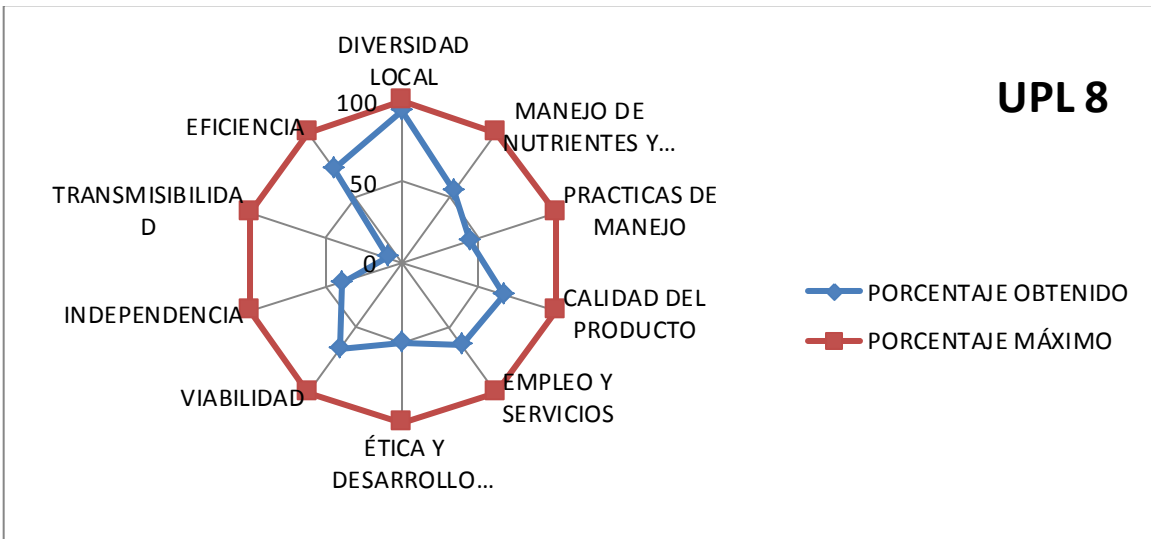 UPL 8
DIVERSIDAD
LOCAL
MANEJO DE
NUTRIENTES Y...
PRACTICAS DE
MANEJO
CALIDAD DEL
PRODUCTO
EMPLEO Y
SERVICIOS
ÉTICA Y
DESARROLLO...
VIABILIDAD
INDEPENDENCIA
TRANSMISIBILIDA
D
EFICIENCIA
100
50
0
PORCENTAJE OBTENIDO
PORCENTAJE MÁXIMO